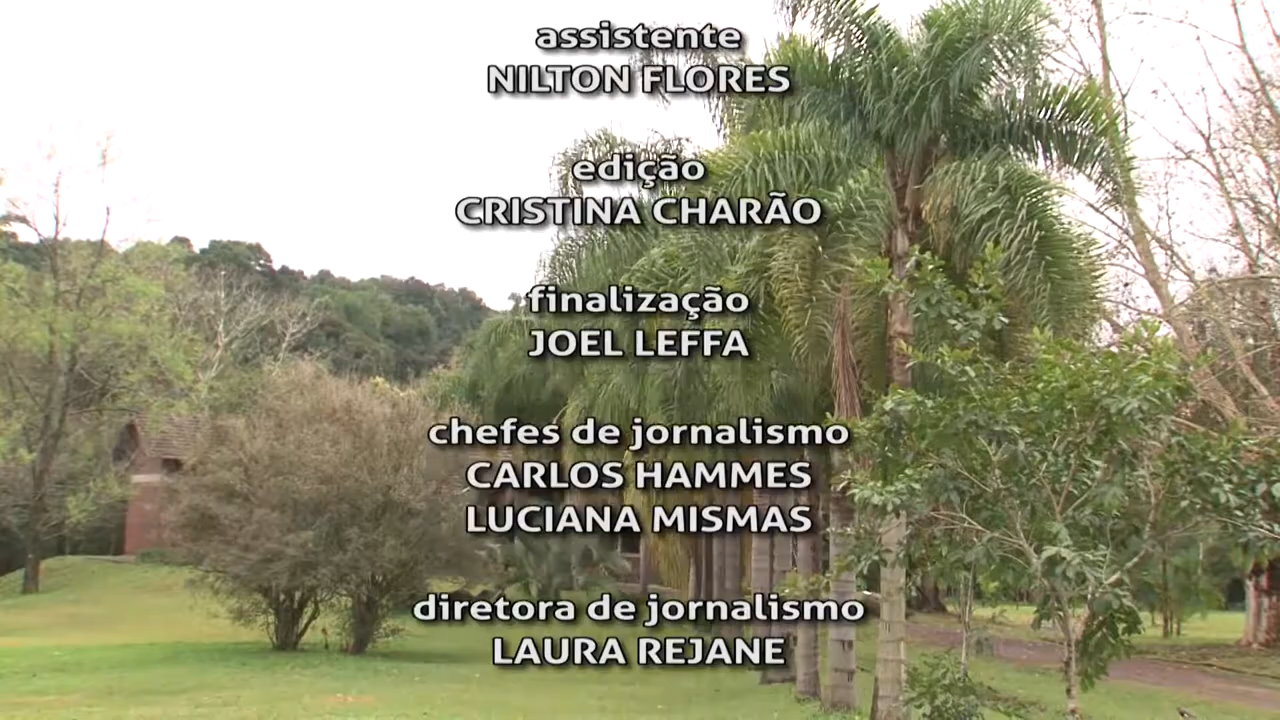 assistente
NILTON FLORES
edição
CRISTINA CHARÃO
finalização
JOEL LEFFA
chefes de jornalismo
CARLOS HAMMES
LUCIANA MISMAS
diretora de jornalismo
LAURA REJANE